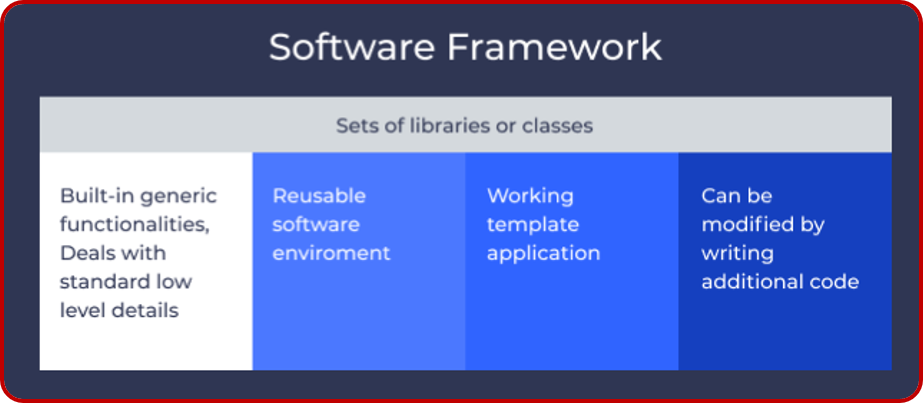 Software Framework
Sets of libraries or classes
Built-in generic
functionalities,
Deals with
standard low
level details
Reusable
software
enviroment
Working
template
application
Can be
modified by
writing
additional code